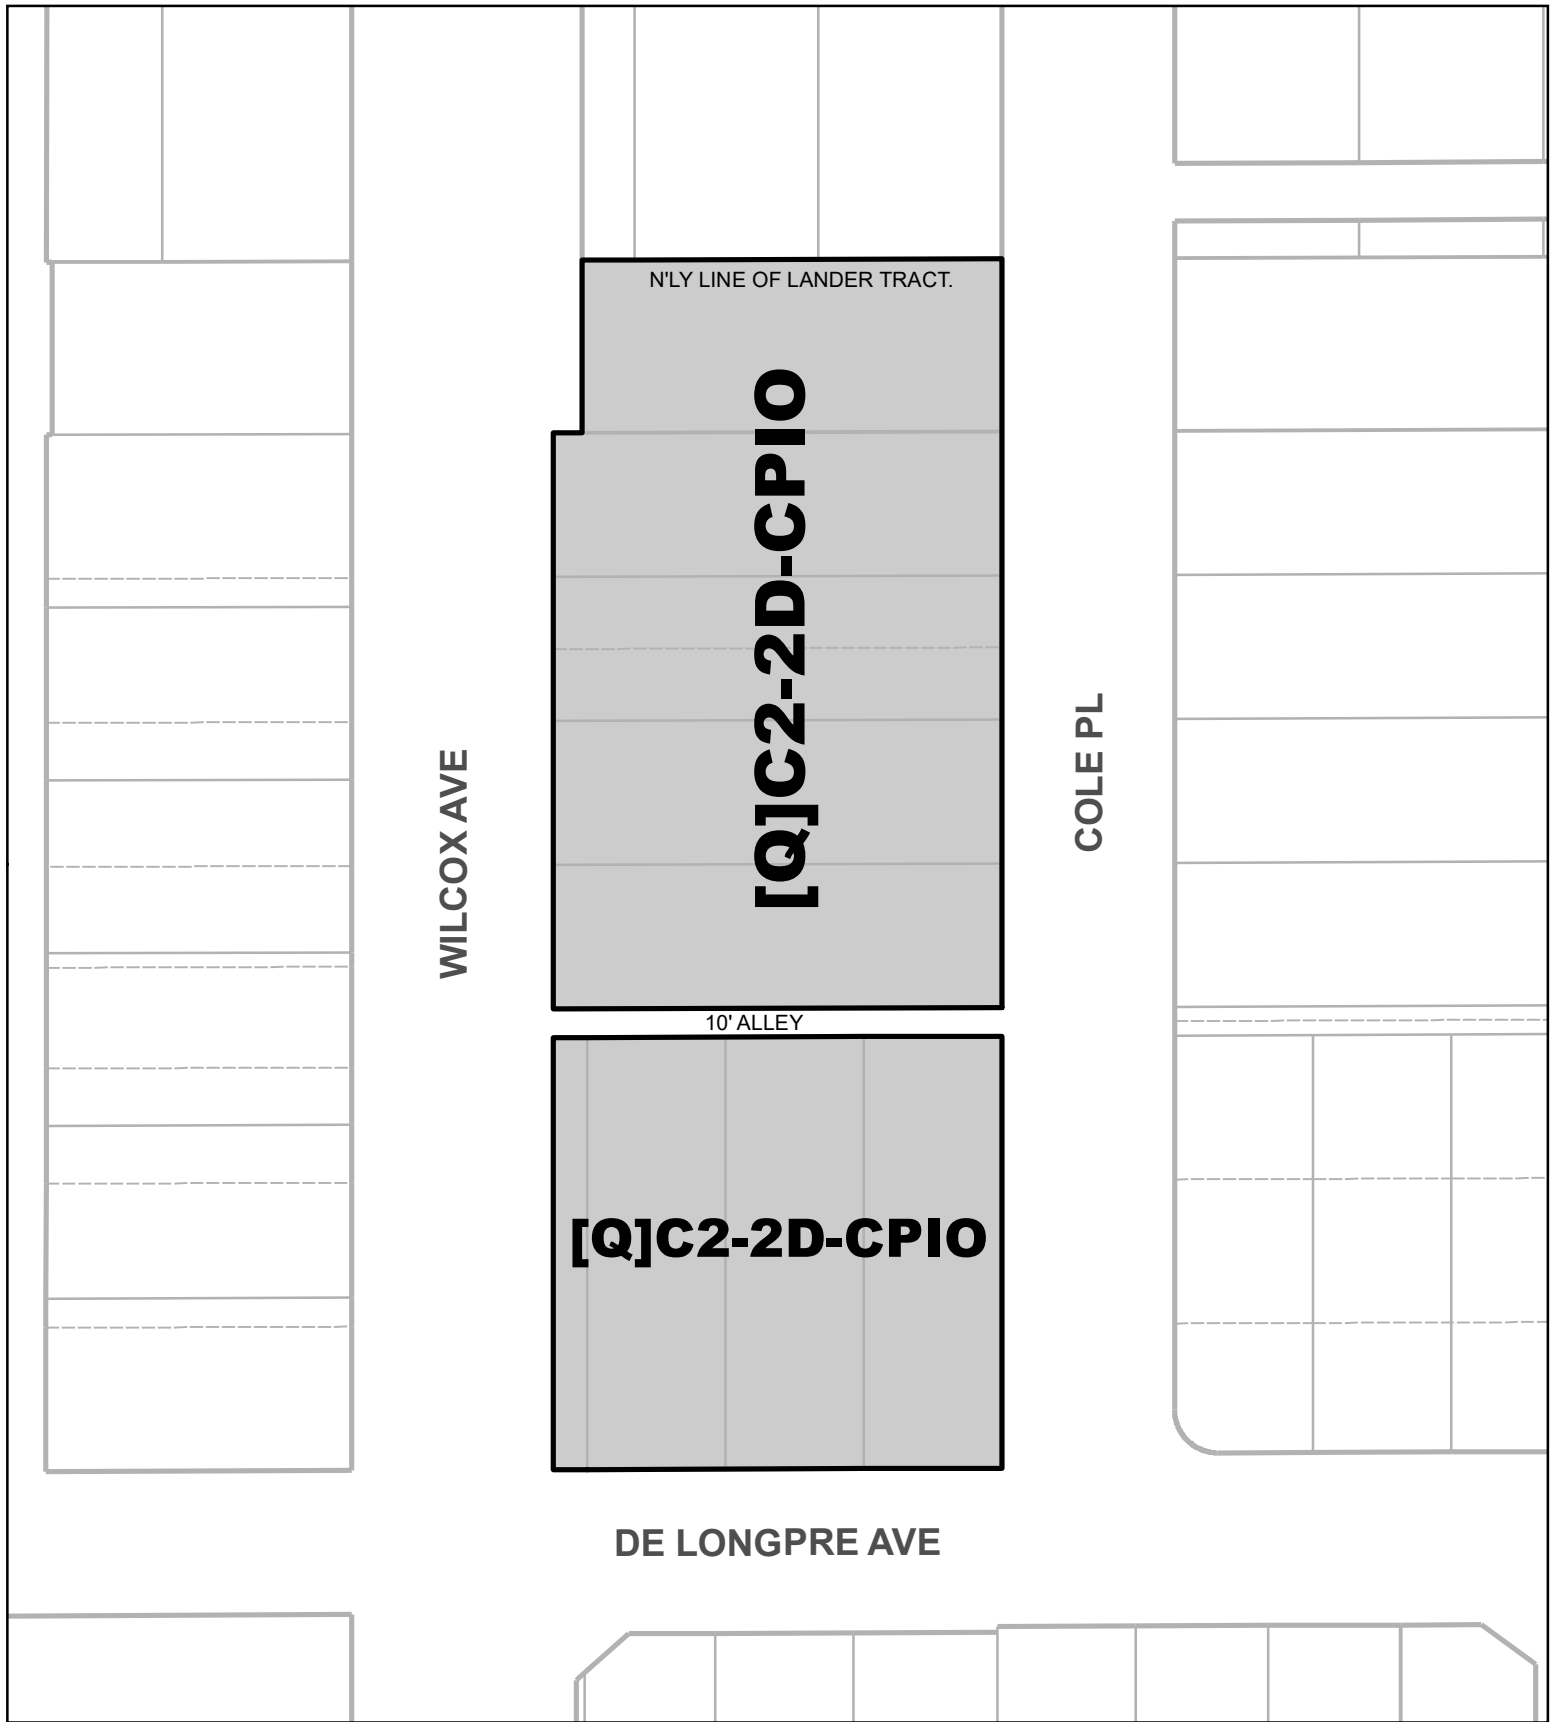 N'LY LINE OF LANDER TRACT.
[Q]C2-2D-CPIO
WILCOX AVE
COLE PL
10' ALLEY
[Q]C2-2D-CPIO
DE LONGPRE AVE